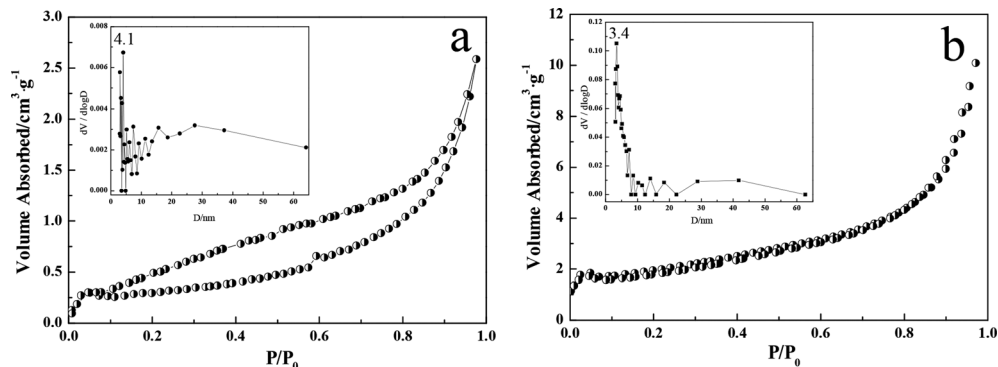 a
3.0
2.5
2.0
1.5
1.0
0.5
0.0
0.0 0.2 0.4 0.6 0.8 1.0
Volume Absorbed/cm³·g⁻¹
P/P₀
4.1
0.008
0.006
0.004
0.002
0.000
0 10 20 30 40 50 60
dV / dlogD
D/nm
b
12
10
8
6
4
2
0
0.0 0.2 0.4 0.6 0.8 1.0
Volume Absorbed/cm³·g⁻¹
P/P₀
3.4
0.12
0.10
0.08
0.06
0.04
0.02
0.00
0 10 20 30 40 50 60
dV / dlogD
D/nm